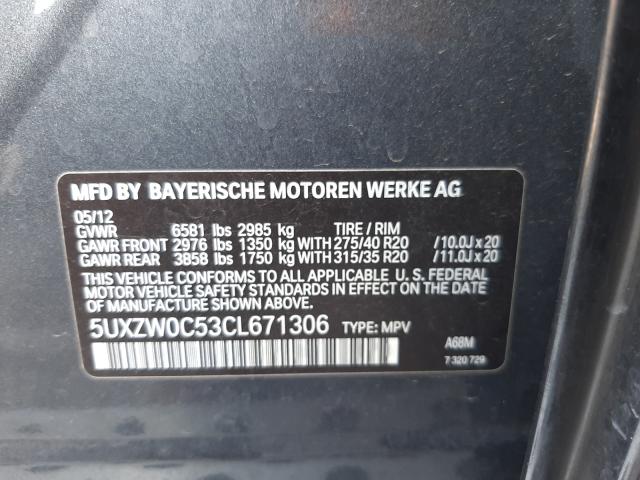 MFD BY BAYERISCHE MOTOREN WERKE AG
05/12
GVWR 6581 lbs 2985 kg TIRE / RIM
GAWR FRONT 2976 lbs 1350 kg WITH 275/40 R20 /10.0J x 20
GAWR REAR 3858 lbs 1750 kg WITH 315/35 R20 /11.0J x 20
THIS VEHICLE CONFORMS TO ALL APPLICABLE U. S. FEDERAL
MOTOR VEHICLE SAFETY STANDARDS IN EFFECT ON THE DATE
OF MANUFACTURE SHOWN ABOVE.
5UXZW0C53CL671306 TYPE: MPV
A68M
7 320 729